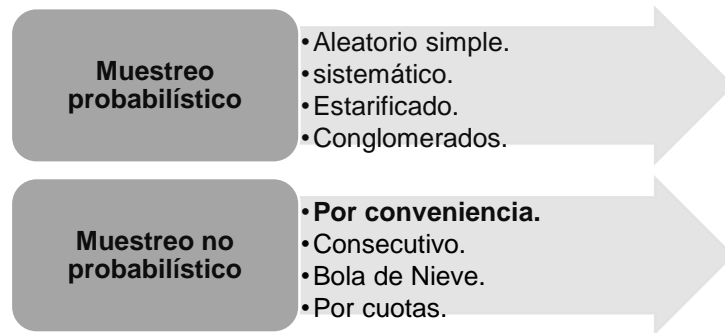 Muestreo
probabilístico
•Aleatorio simple.
•sistemático.
•Estarificado.
•Conglomerados.
Muestreo no
probabilístico
•Por conveniencia.
•Consecutivo.
•Bola de Nieve.
•Por cuotas.